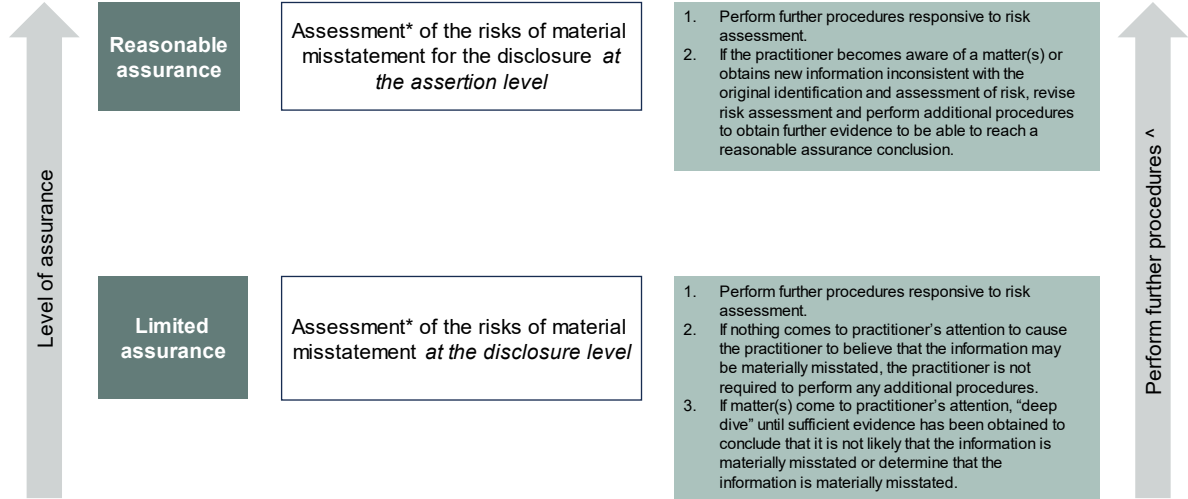 Level of assurance
Reasonable
assurance
Assessment* of the risks of material
misstatement for the disclosure at
the assertion level
1. Perform further procedures responsive to risk
assessment.
2. If the practitioner becomes aware of a matter(s) or
obtains new information inconsistent with the
original identification and assessment of risk, revise
risk assessment and perform additional procedures
to obtain further evidence to be able to reach a
reasonable assurance conclusion.
Limited
assurance
Assessment* of the risks of material
misstatement at the disclosure level
1. Perform further procedures responsive to risk
assessment.
2. If nothing comes to practitioner's attention to cause
the practitioner to believe that the information may
be materially misstated, the practitioner is not
required to perform any additional procedures.
3. If matter(s) come to practitioner's attention, “deep
dive” until sufficient evidence has been obtained to
conclude that it is not likely that the information is
materially misstated or determine that the
information is materially misstated.
Perform further procedures ^